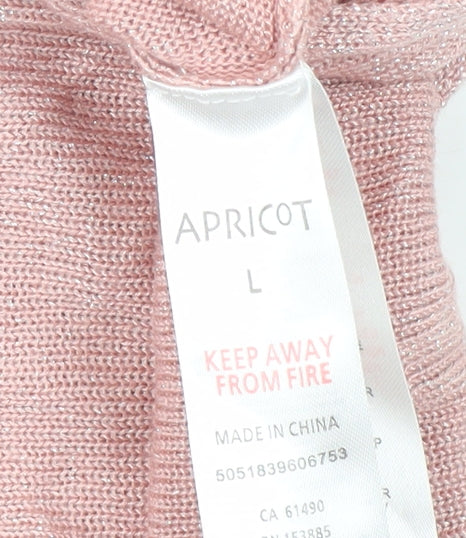 APRICOT
L
KEEP AWAY
FROM FIRE
MADE IN CHINA
5051839606753
CA 61490